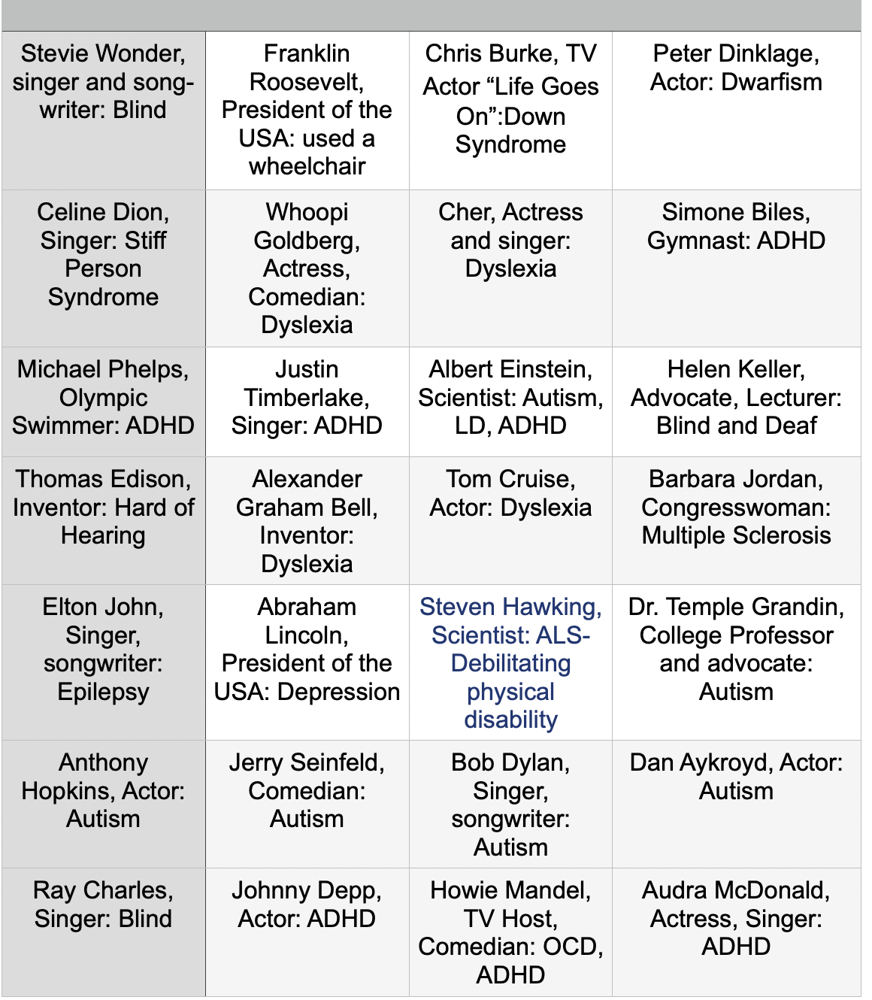 Stevie Wonder,
singer and song-
writer: Blind
Franklin
Roosevelt,
President of the
USA: used a
wheelchair
Chris Burke, TV
Actor “Life Goes
On”:Down
Syndrome
Peter Dinklage,
Actor: Dwarfism
Celine Dion,
Singer: Stiff
Person
Syndrome
Whoopi
Goldberg,
Actress,
Comedian:
Dyslexia
Cher, Actress
and singer:
Dyslexia
Simone Biles,
Gymnast: ADHD
Michael Phelps,
Olympic
Swimmer: ADHD
Justin
Timberlake,
Singer: ADHD
Albert Einstein,
Scientist: Autism,
LD, ADHD
Helen Keller,
Advocate, Lecturer:
Blind and Deaf
Thomas Edison,
Inventor: Hard of
Hearing
Alexander
Graham Bell,
Inventor:
Dyslexia
Tom Cruise,
Actor: Dyslexia
Barbara Jordan,
Congresswoman:
Multiple Sclerosis
Elton John,
Singer,
songwriter:
Epilepsy
Abraham
Lincoln,
President of the
USA: Depression
Steven Hawking,
Scientist: ALS-
Debilitating
physical
disability
Dr. Temple Grandin,
College Professor
and advocate:
Autism
Anthony
Hopkins, Actor:
Autism
Jerry Seinfeld,
Comedian:
Autism
Bob Dylan,
Singer,
songwriter:
Autism
Dan Aykroyd, Actor:
Autism
Ray Charles,
Singer: Blind
Johnny Depp,
Actor: ADHD
Howie Mandel,
TV Host,
Comedian: OCD,
ADHD
Audra McDonald,
Actress, Singer:
ADHD